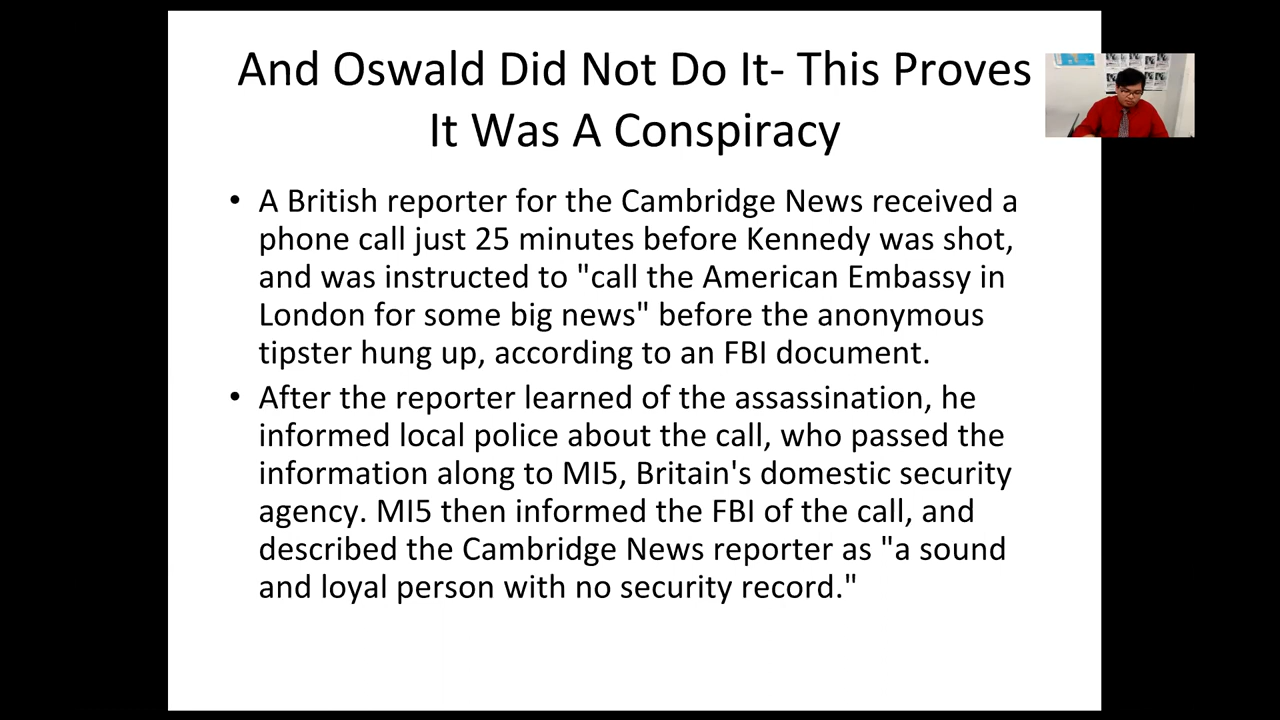 And Oswald Did Not Do It- This Proves
It Was A Conspiracy
• A British reporter for the Cambridge News received a
phone call just 25 minutes before Kennedy was shot,
and was instructed to "call the American Embassy in
London for some big news" before the anonymous
tipster hung up, according to an FBI document.
• After the reporter learned of the assassination, he
informed local police about the call, who passed the
information along to MI5, Britain's domestic security
agency. MI5 then informed the FBI of the call, and
described the Cambridge News reporter as "a sound
and loyal person with no security record."